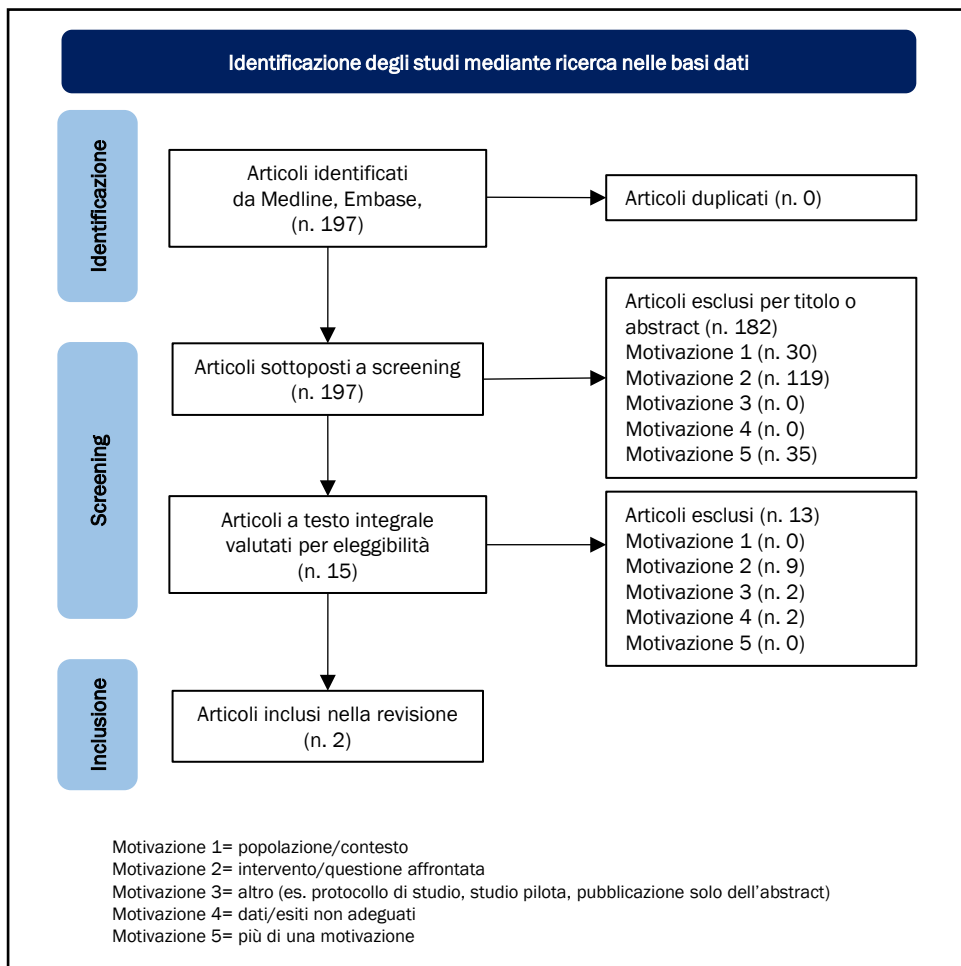 Identificazione degli studi mediante ricerca nelle basi dati
Identificazione
Articoli identificati
da Medline, Embase,
(n. 197)
Articoli duplicati (n. 0)
Screening
Articoli sottoposti a screening
(n. 197)
Articoli esclusi per titolo o
abstract (n. 182)
Motivazione 1 (n. 30)
Motivazione 2 (n. 119)
Motivazione 3 (n. 0)
Motivazione 4 (n. 0)
Motivazione 5 (n. 35)
Articoli a testo integrale
valutati per eleggibilità
(n. 15)
Articoli esclusi (n. 13)
Motivazione 1 (n. 0)
Motivazione 2 (n. 9)
Motivazione 3 (n. 2)
Motivazione 4 (n. 2)
Motivazione 5 (n. 0)
Inclusione
Articoli inclusi nella revisione
(n. 2)
Motivazione 1= popolazione/contesto
Motivazione 2= intervento/questione affrontata
Motivazione 3= altro (es. protocollo di studio, studio pilota, pubblicazione solo dell'abstract)
Motivazione 4= dati/esiti non adeguati
Motivazione 5= più di una motivazione